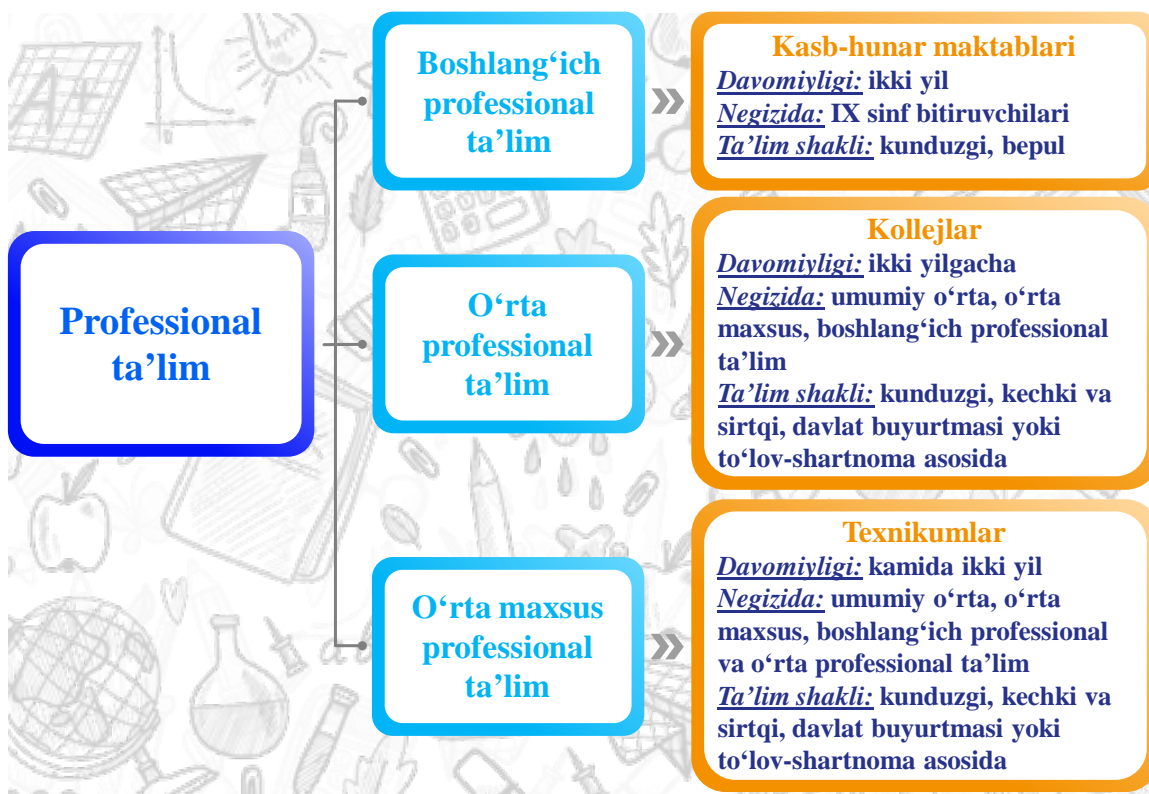 Professional
ta’lim
Boshlang‘ich
professional
ta’lim
Kasb-hunar maktablari
Davomiyligi: ikki yil
Negizida: IX sinf bitiruvchilari
Ta’lim shakli: kunduzgi, bepul
O‘rta
professional
ta’lim
Kollejlar
Davomiyligi: ikki yilgacha
Negizida: umumiy o‘rta, o‘rta
maxsus, boshlang‘ich professional
ta’lim
Ta’lim shakli: kunduzgi, kechki va
sirtqi, davlat buyurtmasi yoki
to‘lov-shartnoma asosida
O‘rta maxsus
professional
ta’lim
Texnikumlar
Davomiyligi: kamida ikki yil
Negizida: umumiy o‘rta, o‘rta
maxsus, boshlang‘ich professional
va o‘rta professional ta’lim
Ta’lim shakli: kunduzgi, kechki va
sirtqi, davlat buyurtmasi yoki
to‘lov-shartnoma asosida
A+